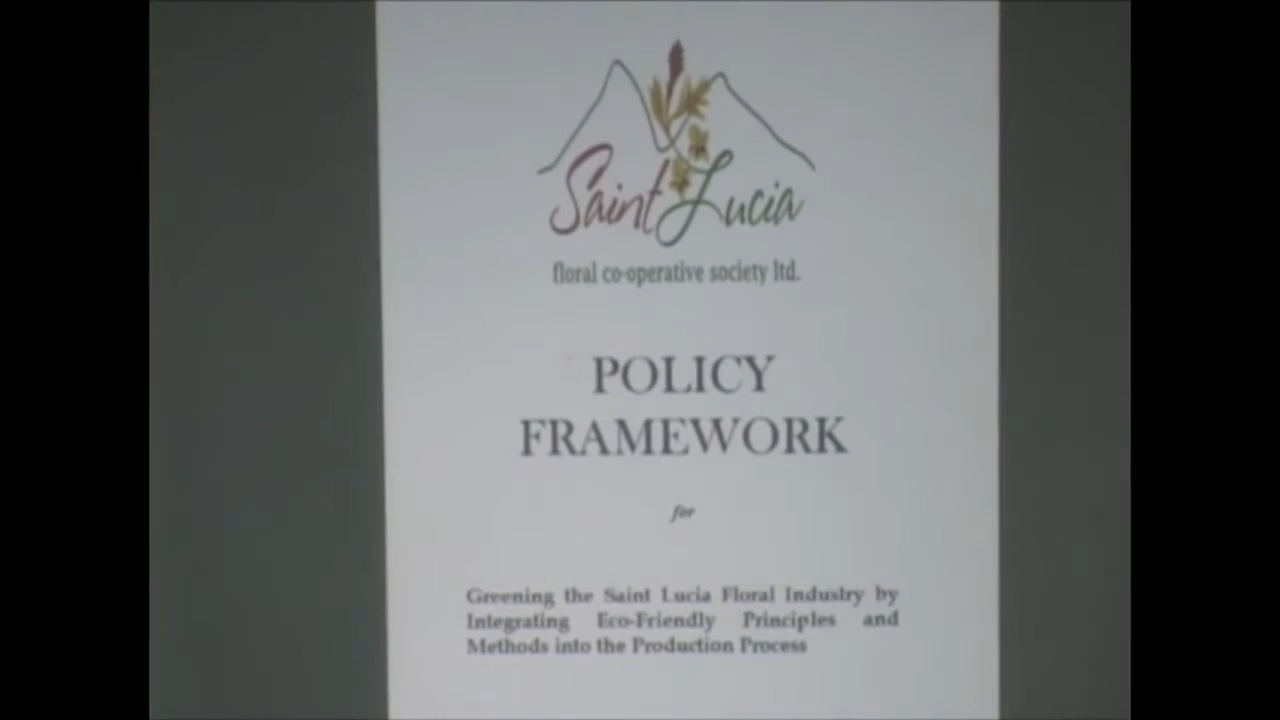 Saint Lucia
floral co-operative society ltd.
POLICY
FRAMEWORK
for
Greening the Saint Lucia Floral Industry by
Integrating Eco-Friendly Principles and
Methods into the Production Process